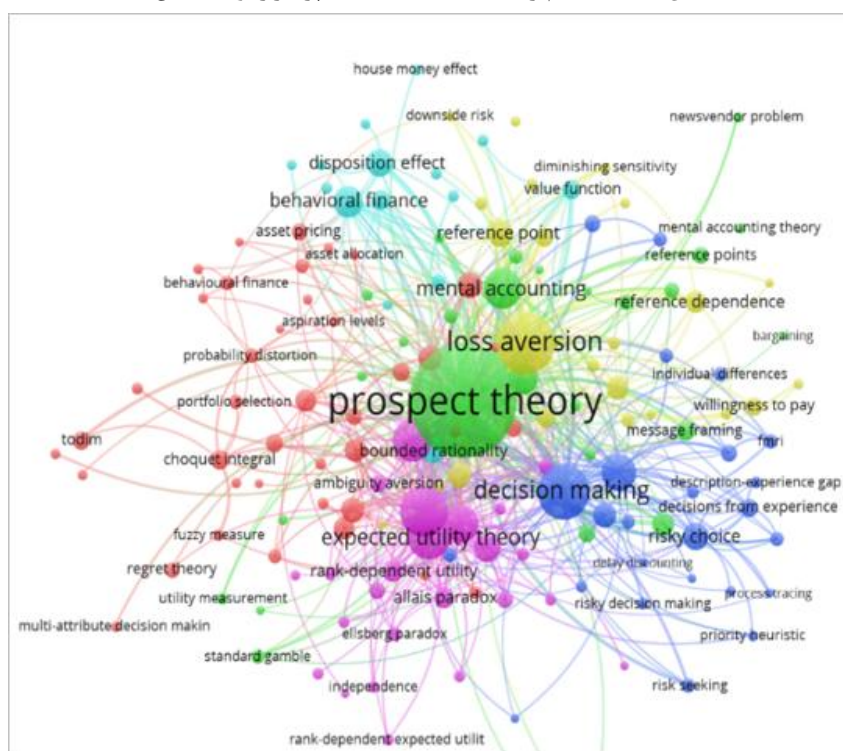 house money effect
downside risk
newsvendor problem
disposition effect
diminishing sensitivity
value function
behavioral finance
asset pricing
reference point
mental accounting theory
asset allocation
reference points
behavioural finance
mental accounting
reference dependence
aspiration levels
loss aversion
bargaining
probability distortion
individual differences
portfolio selection
prospect theory
willingness to pay
message framing
todim
bounded rationality
fmri
choquet integral
ambiguity aversion
decision making
description-experience gap
decisions from experience
fuzzy measure
expected utility theory
risky choice
regret theory
rank-dependent utility
delay discounting
utility measurement
allais paradox
risky decision making
process tracing
multi-attribute decision makin
ellsberg paradox
priority heuristic
standard gamble
independence
risk seeking
rank-dependent expected utilit